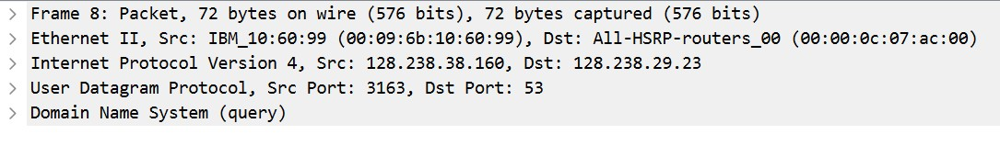 Frame 8: Packet, 72 bytes on wire (576 bits), 72 bytes captured (576 bits)
Ethernet II, Src: IBM_10:60:99 (00:09:6b:10:60:99), Dst: All-HSRP-routers_00 (00:00:0c:07:ac:00)
Internet Protocol Version 4, Src: 128.238.38.160, Dst: 128.238.29.23
User Datagram Protocol, Src Port: 3163, Dst Port: 53
Domain Name System (query)